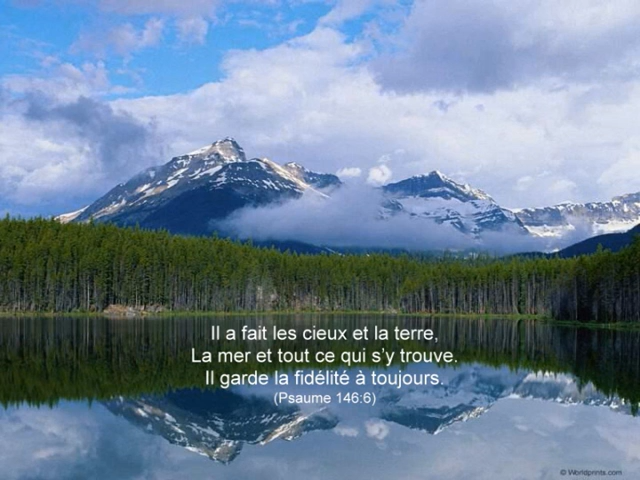 Il a fait les cieux et la terre,
La mer et tout ce qui s'y trouve.
Il garde la fidélité à toujours.
(Psaume 146:6)
© Worldprints.com